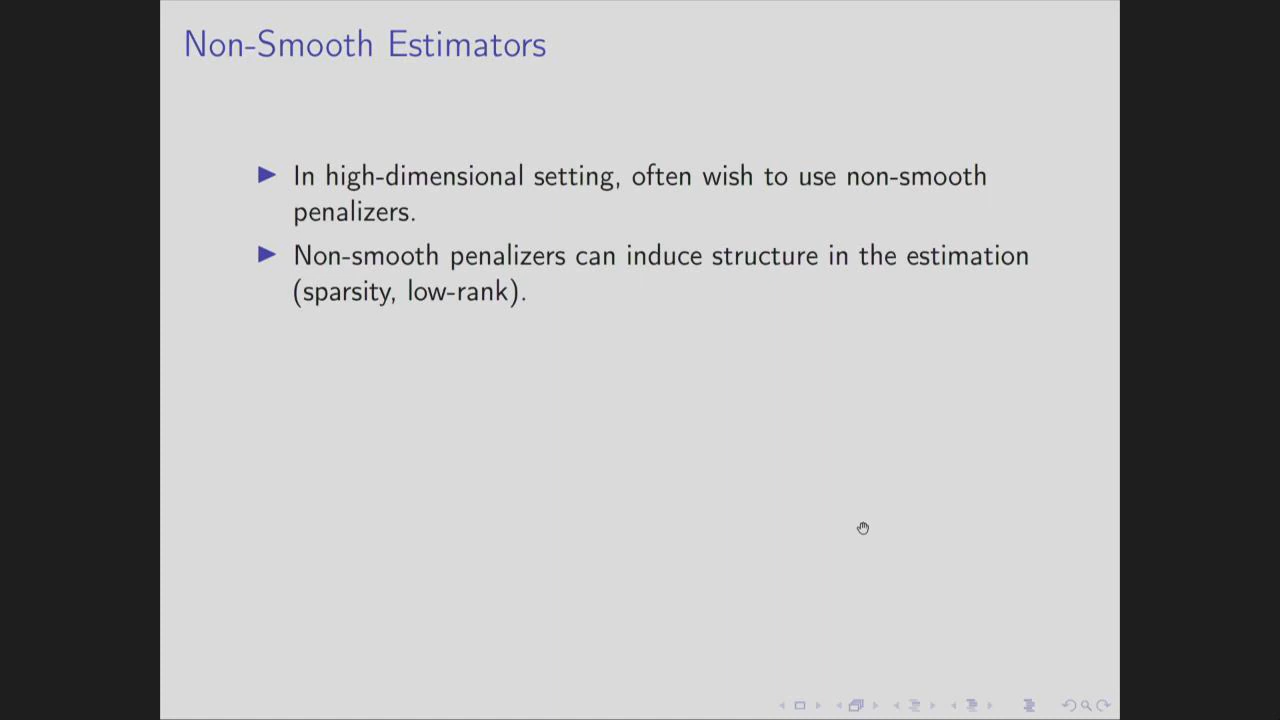 Non-Smooth Estimators
In high-dimensional setting, often wish to use non-smooth
penalizers.
Non-smooth penalizers can induce structure in the estimation
(sparsity, low-rank).